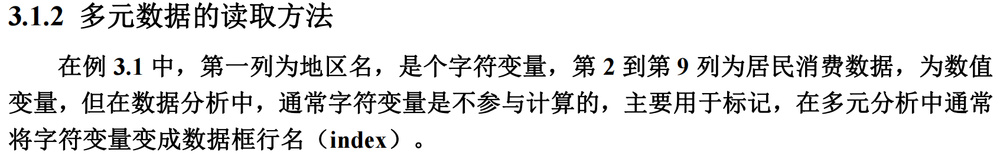 3.1.2 多元数据的读取方法
在例 3.1 中，第一列为地区名，是个字符变量，第 2 到第 9 列为居民消费数据，为数值
变量，但在数据分析中，通常字符变量是不参与计算的，主要用于标记，在多元分析中通常
将字符变量变成数据框行名（index）。